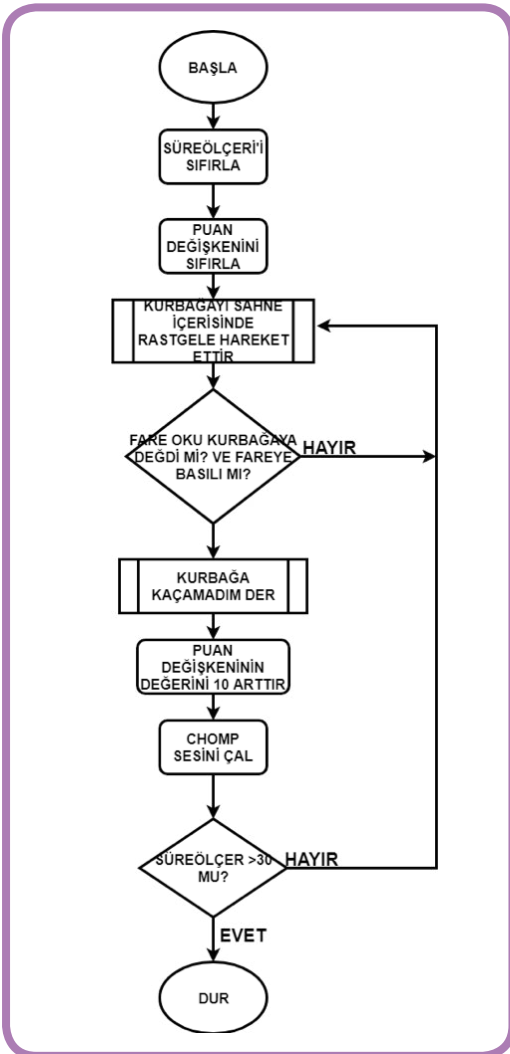 BAŞLA
SÜREÖLÇERİ'İ
SIFIRLA
PUAN
DEĞİŞKENİNİ
SIFIRLA
KURBAĞAYI SAHNE
İÇERİSİNDE
RASTGELE HAREKET
ETTİR
FARE OKU KURBAĞAYA
DEĞDİ Mİ? VE FAREYE
BASILI MI?
HAYIR
KURBAĞA
KAÇAMADIM DER
PUAN
DEĞİŞKENİNİN
DEĞERİNİ 10 ARTTIR
CHOMP
SESİNİ ÇAL
SÜREÖLÇER >30
MU?
HAYIR
EVET
DUR